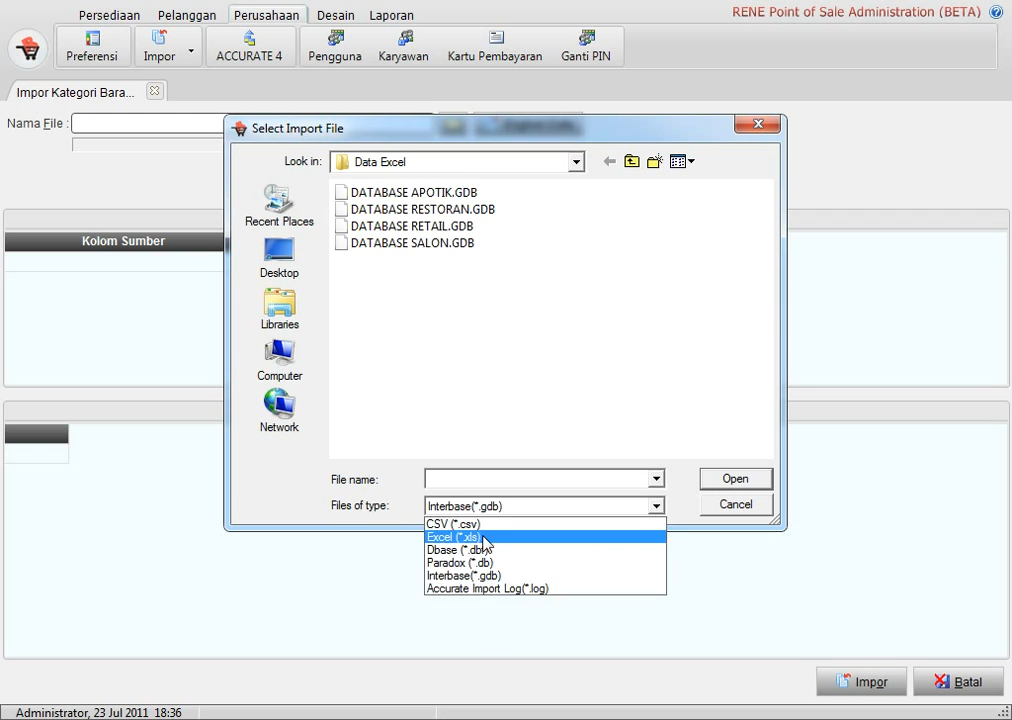 Persediaan Pelanggan Perusahaan Desain Laporan
RENE Point of Sale Administration (BETA)
Preferensi Impor ACCURATE 4 Pengguna Karyawan Kartu Pembayaran Ganti PIN
Impor Kategori Bara...
Nama File :
Select Import File
Look in: Data Excel
Recent Places
Desktop
Libraries
Computer
Network
DATABASE APOTIK.GDB
DATABASE RESTORAN.GDB
DATABASE RETAIL.GDB
DATABASE SALON.GDB
Kolom Sumber
File name:
Open
Files of type: Interbase(*.gdb)
Cancel
CSV (*.csv)
Excel (*.xls)
Dbase (*.db
Paradox (*.db)
Interbase(*.gdb)
Accurate Import Log(*.log)
Impor Batal
Administrator, 23 Jul 2011 18:36